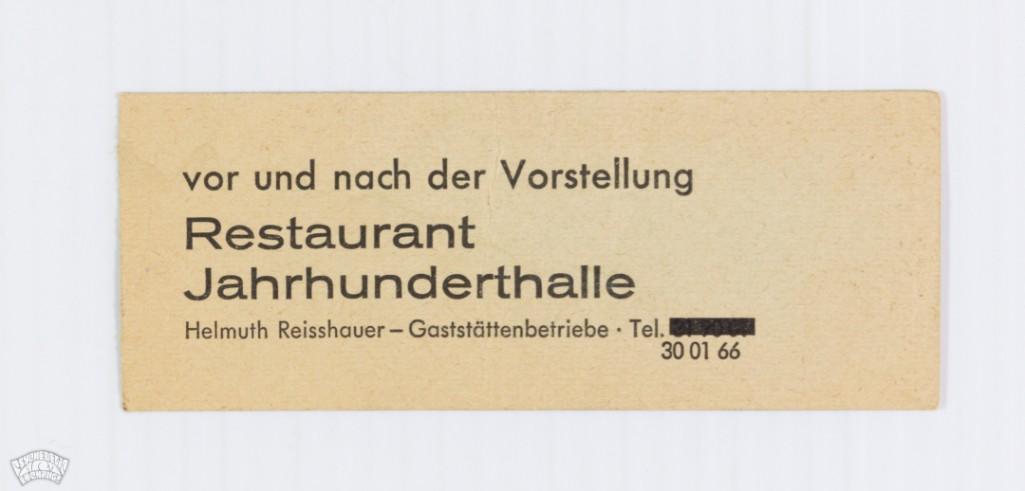 vor und nach der Vorstellung
Restaurant
Jahrhunderthalle
Helmuth Reisshauer – Gaststättenbetriebe · Tel.
30 01 66